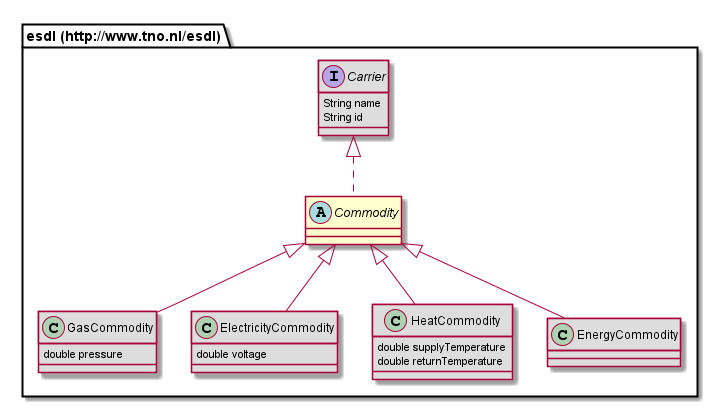 esdl (http://www.tno.nl/esdl)
I Carrier
String name
String id
A Commodity
C GasCommodity
double pressure
C ElectricityCommodity
double voltage
C HeatCommodity
double supplyTemperature
double returnTemperature
C EnergyCommodity